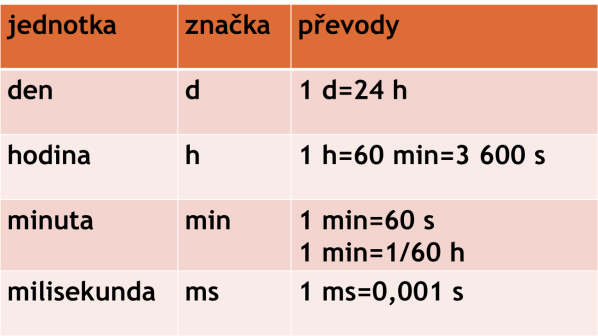 jednotka značka převody
den d 1 d=24 h
hodina h 1 h=60 min=3 600 s
minuta min 1 min=60 s
1 min=1/60 h
milisekunda ms 1 ms=0,001 s